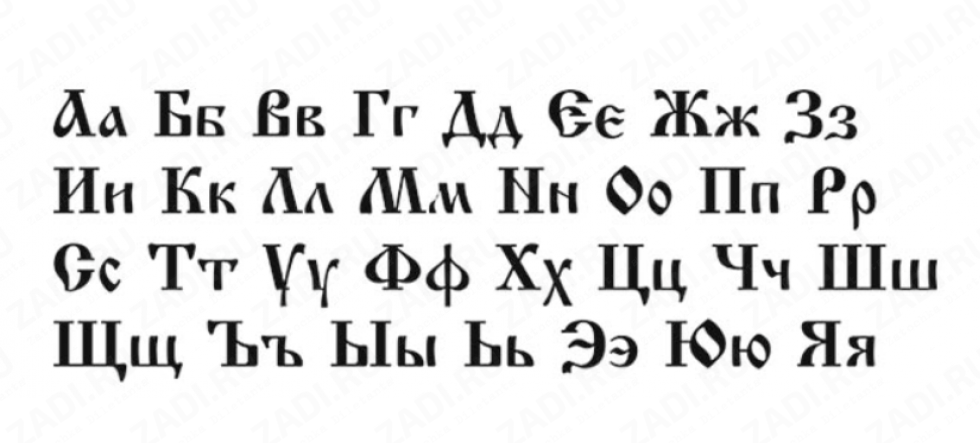 Аа Бб Вв Гг Дд Єє Жж Зз
Ии Кк Лл Мм Нн Оо Пп Рр
Сс Тт Ѵѵ Фф Хх Цц Чч Шш
Щщ Ъъ Ыы Ьь Ээ Юю Яя